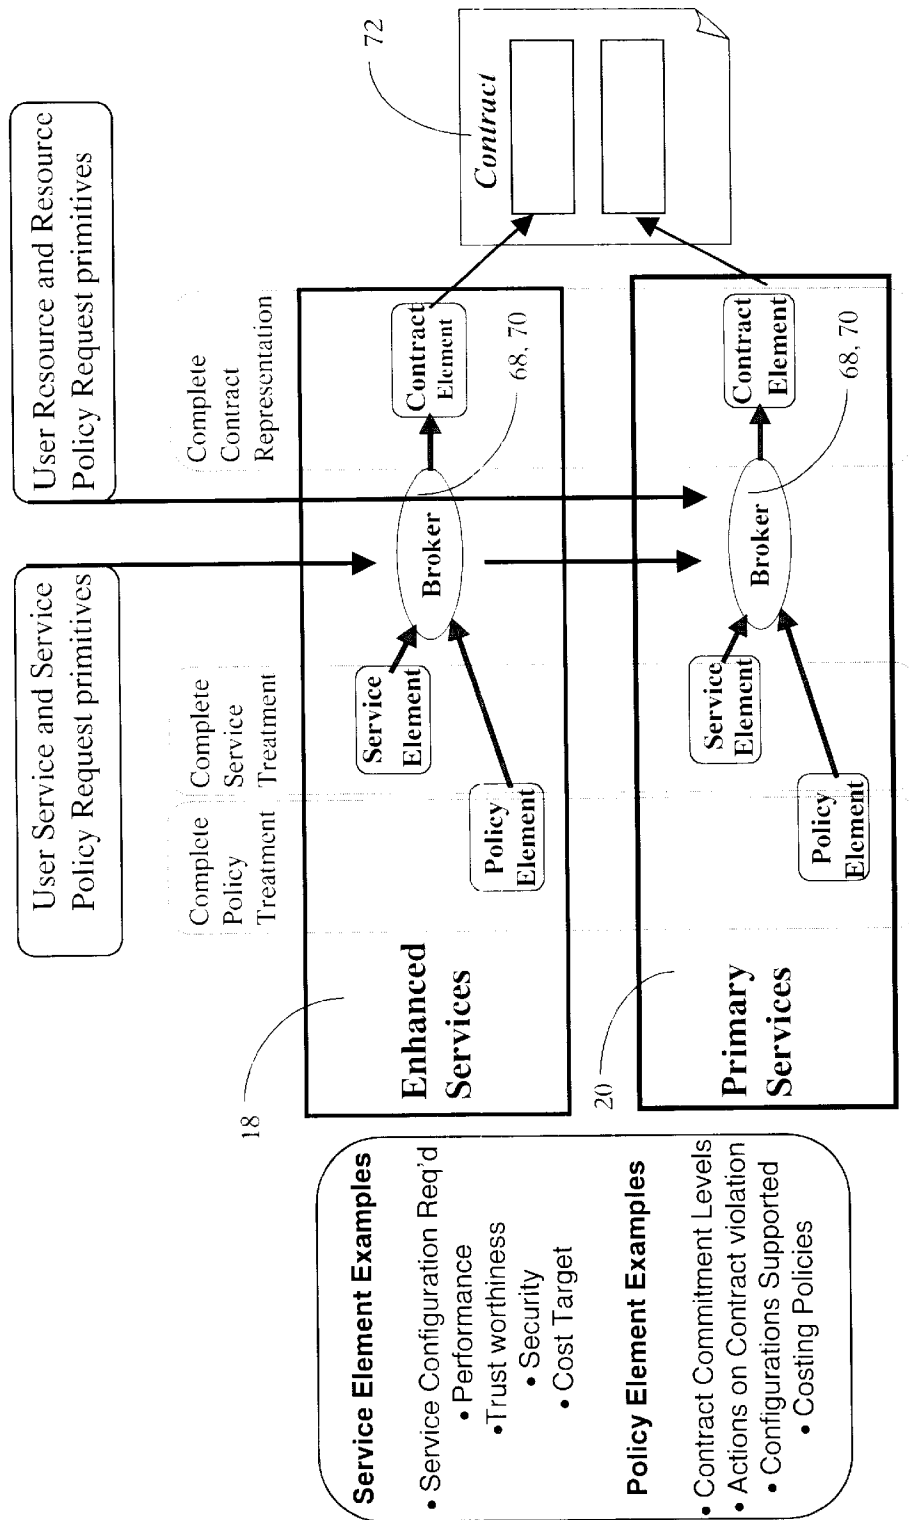 User Service and Service
Policy Request primitives
User Resource and Resource
Policy Request primitives
Complete
Policy
Treatment
Complete
Service
Treatment
Complete
Contract
Representation
72
Contract
18
Enhanced
Services
Policy
Element
Service
Element
Broker
Contract
Element
68, 70
20
Primary
Services
Policy
Element
Service
Element
Broker
Contract
Element
68, 70
Service Element Examples
• Service Configuration Req'd
• Performance
•Trust worthiness
• Security
• Cost Target
Policy Element Examples
• Contract Commitment Levels
• Actions on Contract violation
• Configurations Supported
• Costing Policies